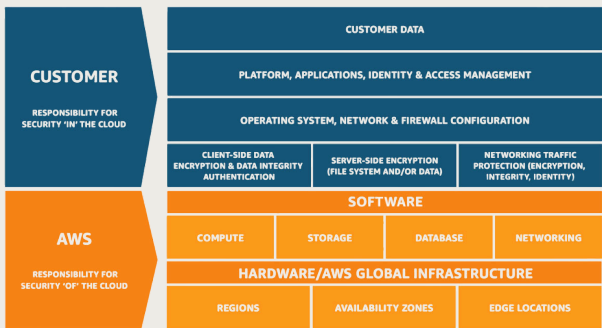 CUSTOMER
RESPONSIBILITY FOR
SECURITY 'IN' THE CLOUD
CUSTOMER DATA
PLATFORM, APPLICATIONS, IDENTITY & ACCESS MANAGEMENT
OPERATING SYSTEM, NETWORK & FIREWALL CONFIGURATION
CLIENT-SIDE DATA
ENCRYPTION & DATA INTEGRITY
AUTHENTICATION
SERVER-SIDE ENCRYPTION
(FILE SYSTEM AND/OR DATA)
NETWORKING TRAFFIC
PROTECTION (ENCRYPTION,
INTEGRITY, IDENTITY)
AWS
RESPONSIBILITY FOR
SECURITY 'OF' THE CLOUD
SOFTWARE
COMPUTE
STORAGE
DATABASE
NETWORKING
HARDWARE/AWS GLOBAL INFRASTRUCTURE
REGIONS
AVAILABILITY ZONES
EDGE LOCATIONS